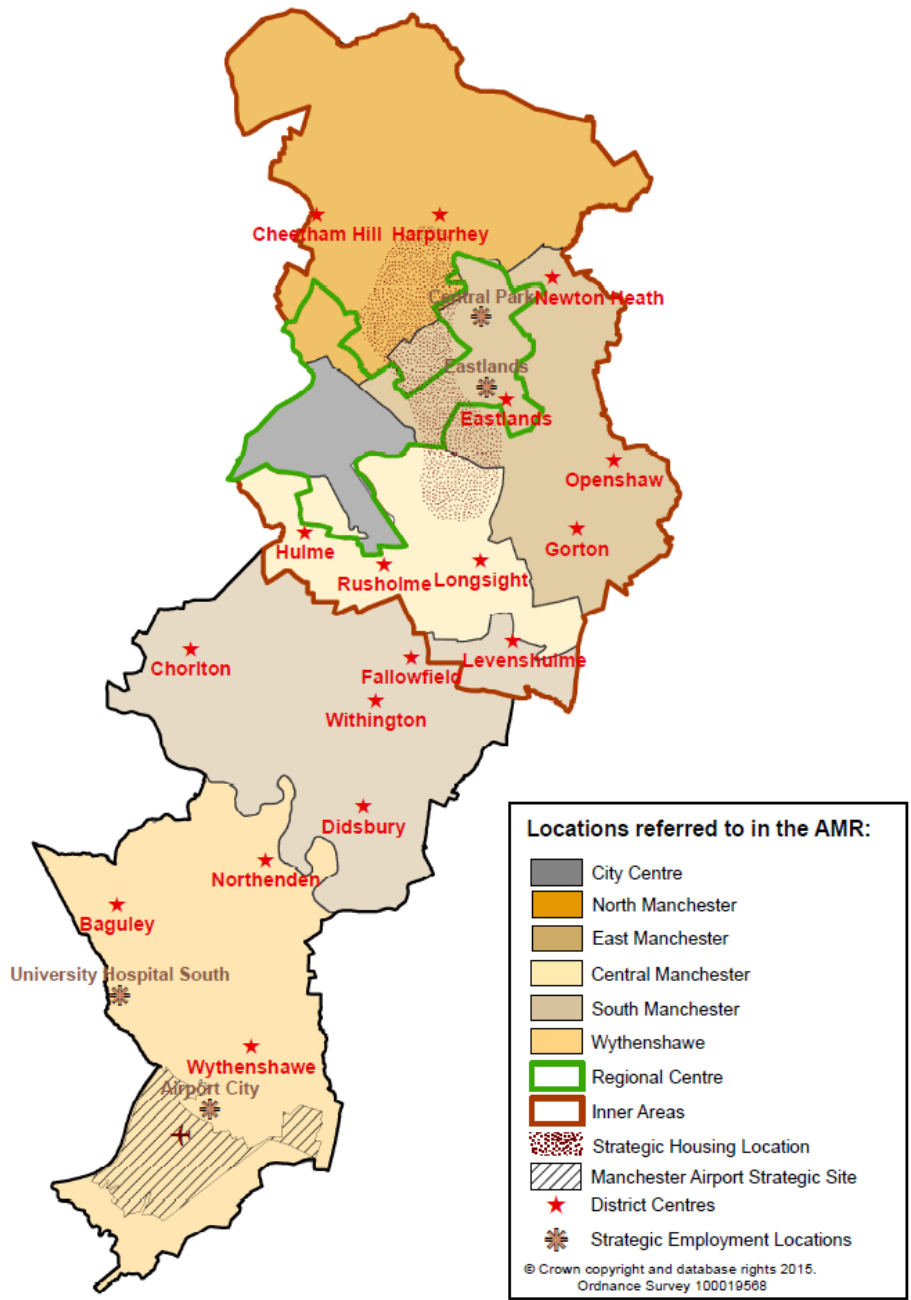 Cheetham Hill
Harpurhey
Central Park
Newton Heath
Eastlands
Eastlands
Openshaw
Gorton
Hulme
Rusholme
Longsight
Levenshulme
Chorlton
Fallowfield
Withington
Didsbury
Northenden
Baguley
University Hospital South
Wythenshawe
Airport City
Locations referred to in the AMR:
City Centre
North Manchester
East Manchester
Central Manchester
South Manchester
Wythenshawe
Regional Centre
Inner Areas
Strategic Housing Location
Manchester Airport Strategic Site
District Centres
Strategic Employment Locations
© Crown copyright and database rights 2015.
Ordnance Survey 100019568